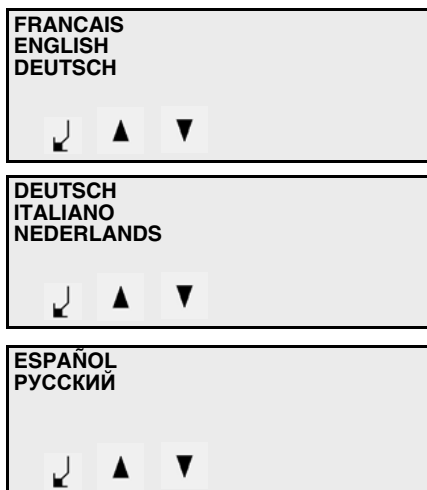 FRANCAIS
ENGLISH
DEUTSCH
DEUTSCH
ITALIANO
NEDERLANDS
ESPAÑOL
РУССКИЙ